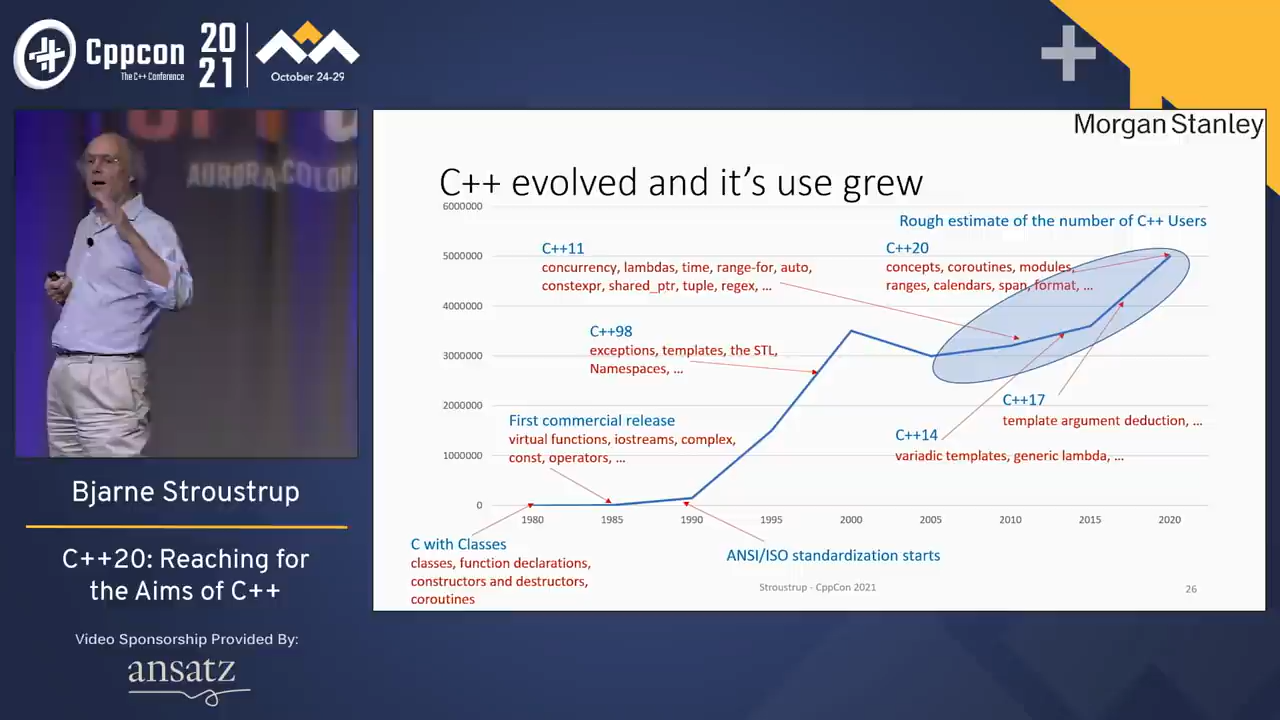 Cppcon
The C++ Conference
20
21
October 24-29
AURORA, COLOR
Bjarne Stroustrup
C++20: Reaching for
the Aims of C++
Video Sponsorship Provided By:
ansatz
Morgan Stanley
C++ evolved and it's use grew
Rough estimate of the number of C++ Users
6000000
5000000
4000000
3000000
2000000
1000000
0
1980
1985
1990
1995
2000
2005
2010
2015
2020
C++11
concurrency, lambdas, time, range-for, auto,
constexpr, shared_ptr, tuple, regex, ...
C++20
concepts, coroutines, modules,
ranges, calendars, span, format, ...
C++98
exceptions, templates, the STL,
Namespaces, ...
C++17
template argument deduction, ...
First commercial release
virtual functions, iostreams, complex,
const, operators, ...
C++14
variadic templates, generic lambda, ...
C with Classes
classes, function declarations,
constructors and destructors,
coroutines
ANSI/ISO standardization starts
Stroustrup - CppCon 2021
26